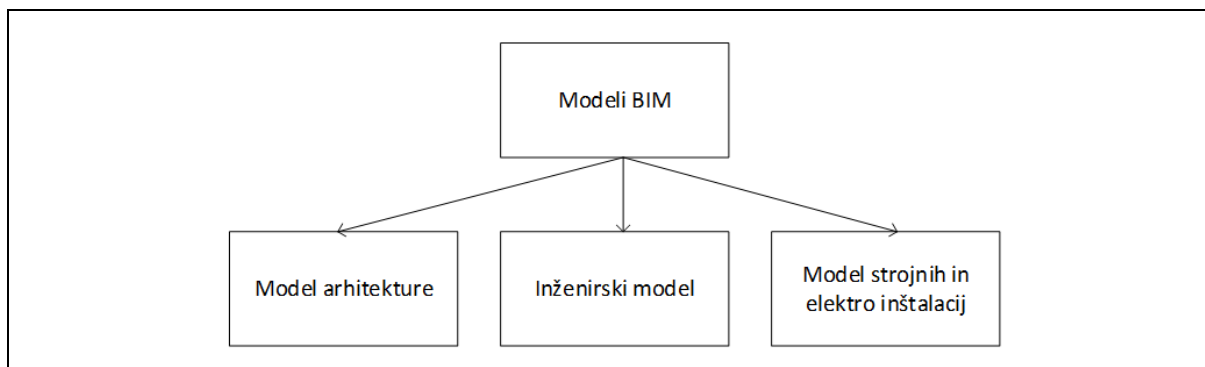 Modeli BIM
Model arhitekture
Inženirski model
Model strojnih in
elektro inštalacij